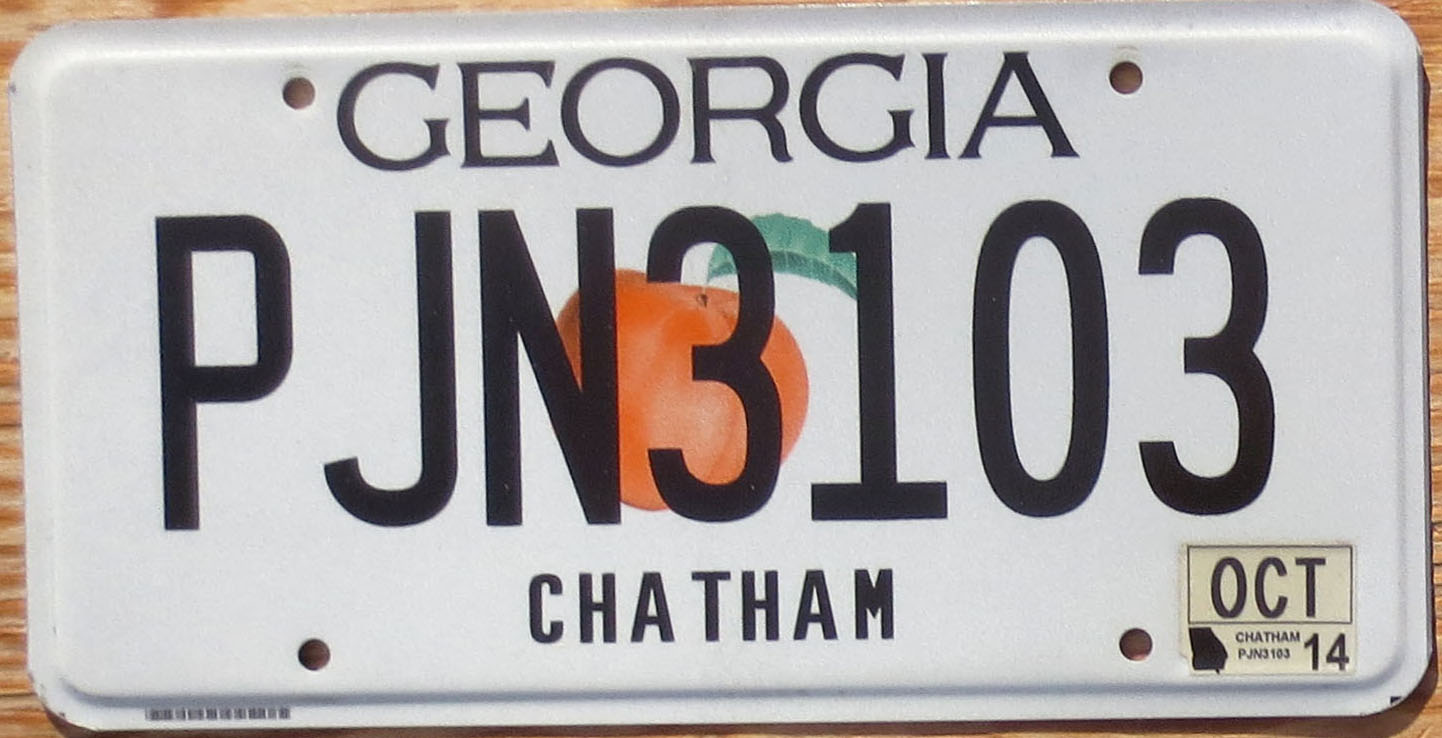 GEORGIA
PJN3103
CHATHAM
OCT
CHATHAM
PJN3103
14